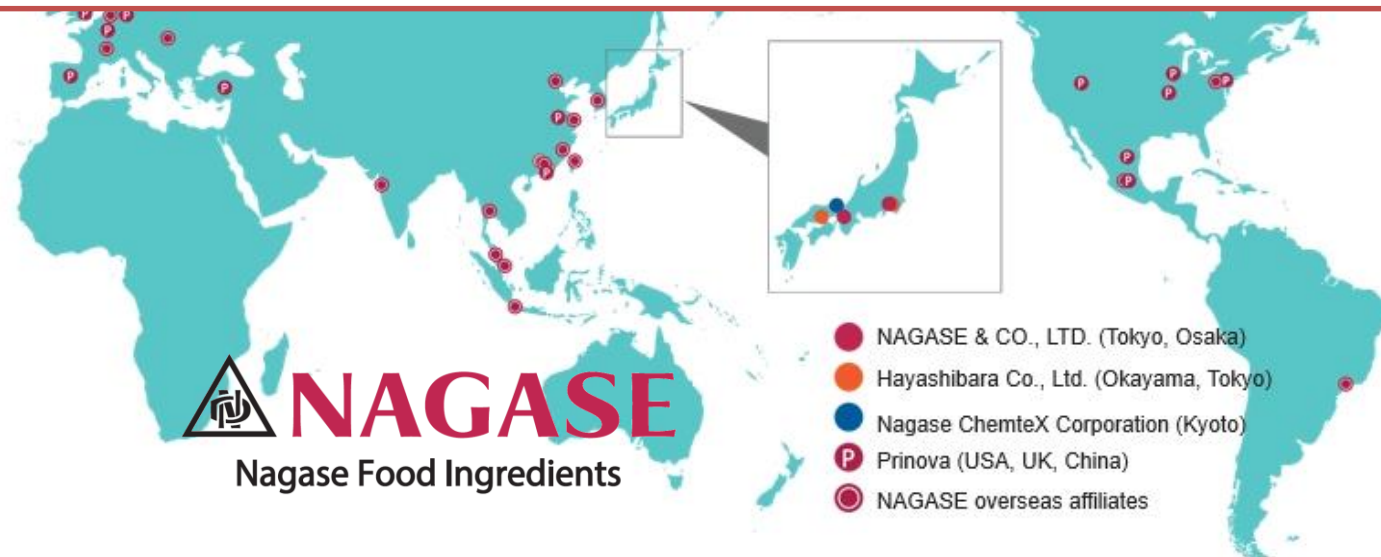 NAGASE
Nagase Food Ingredients
NAGASE & CO., LTD. (Tokyo, Osaka)
Hayashibara Co., Ltd. (Okayama, Tokyo)
Nagase ChemteX Corporation (Kyoto)
P Prinova (USA, UK, China)
NAGASE overseas affiliates